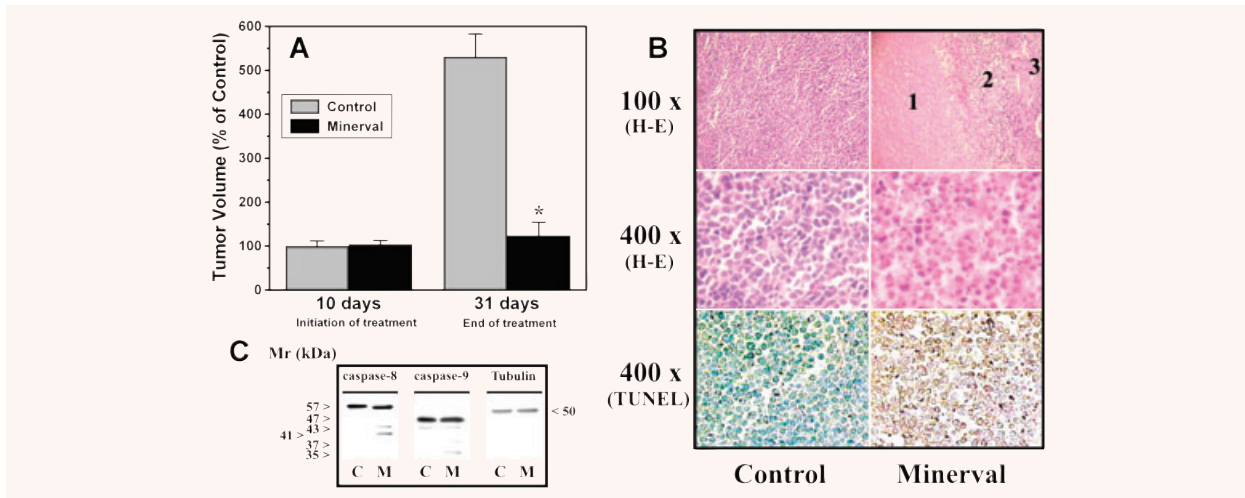 A
Tumor Volume (% of Control)
600
500
400
300
200
100
0
Control
Minerval
*
10 days
31 days
Initiation of treatment
End of treatment
B
100 x
(H-E)
400 x
(H-E)
400 x
(TUNEL)
1
2
3
Control
Minerval
C
Mr (kDa)
caspase-8
caspase-9
Tubulin
57 >
47 >
43 >
41 >
37 >
35 >
< 50
C M
C M
C M